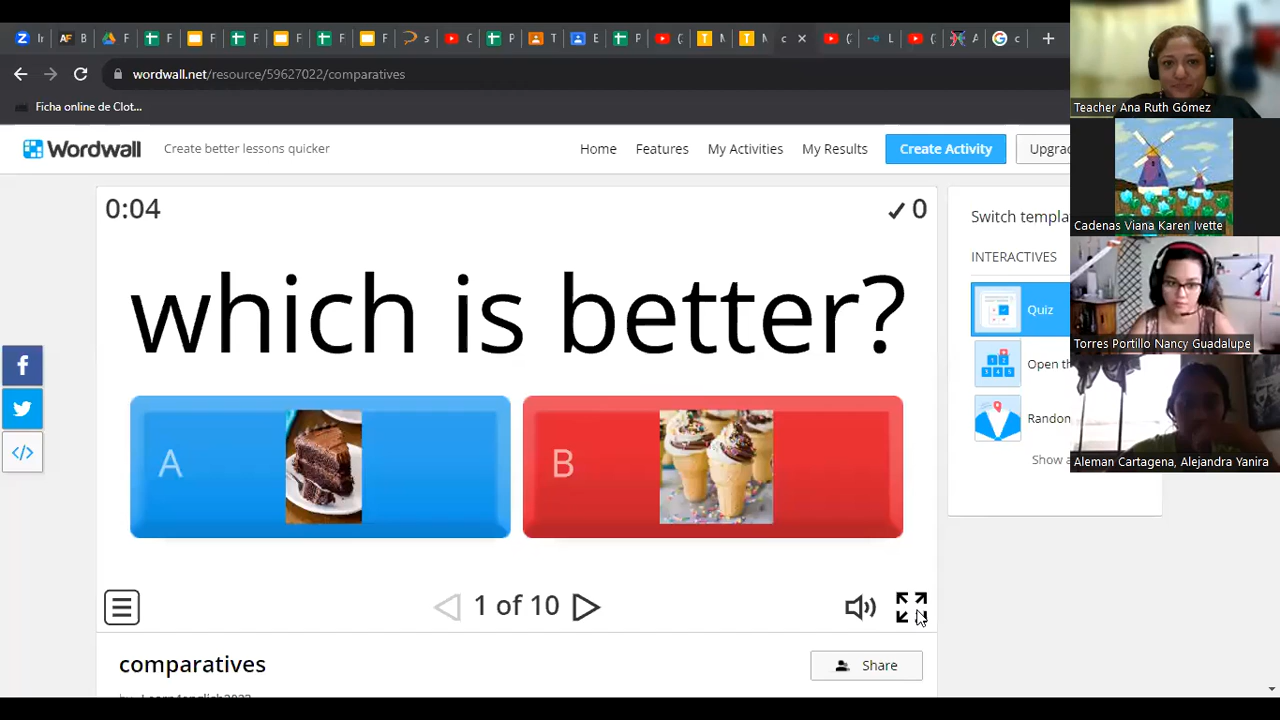 Ir
B
F
F
F
F
F
F
F
s
(
P
T
E
P
(
M
M
c
(
L
(
A
c
wordwall.net/resource/59627022/comparatives
Ficha online de Clot...
Wordwall
Create better lessons quicker
Home
Features
My Activities
My Results
Create Activity
Upgra
0:04
0
which is better?
A
B
1 of 10
comparatives
Share
Switch templa
INTERACTIVES
Quiz
Open th
Randon
Show a
Teacher Ana Ruth Gómez
Cadenas Viana Karen Ivette
Torres Portillo Nancy Guadalupe
Aleman Cartagena, Alejandra Yanira